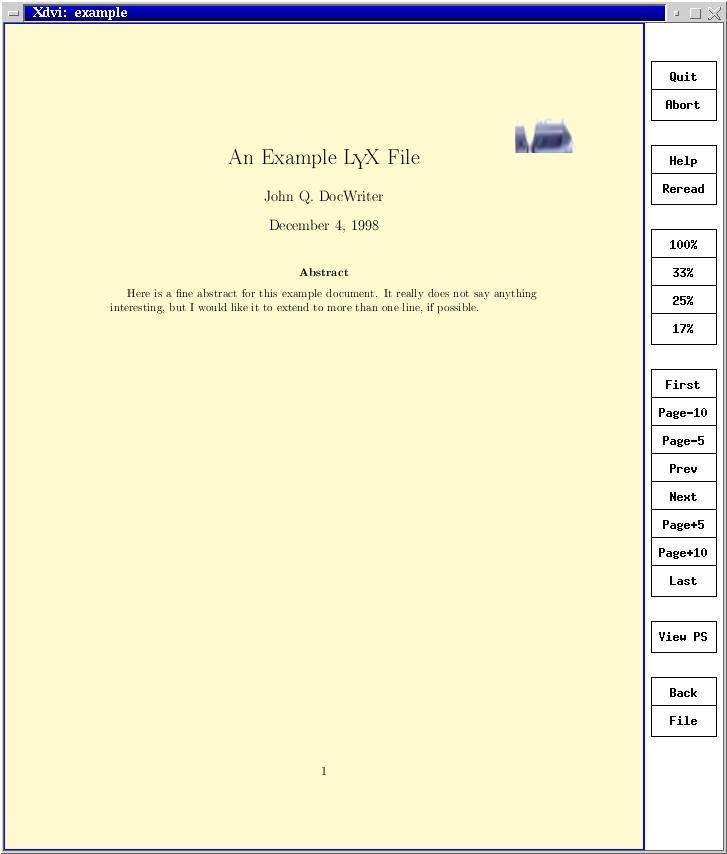 Xdvi: example
An Example LyX File
John Q. DocWriter
December 4, 1998
Abstract
Here is a fine abstract for this example document. It really does not say anything
interesting, but I would like it to extend to more than one line, if possible.
1
Quit
Abort
Help
Reread
100%
33%
25%
17%
First
Page-10
Page-5
Prev
Next
Page+5
Page+10
Last
View PS
Back
File